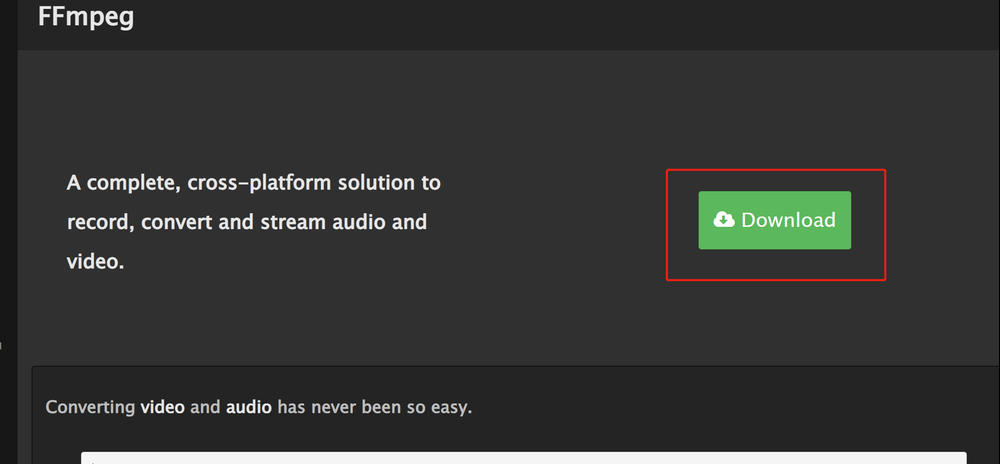 FFmpeg
A complete, cross-platform solution to
record, convert and stream audio and
video.
Download
Converting video and audio has never been so easy.